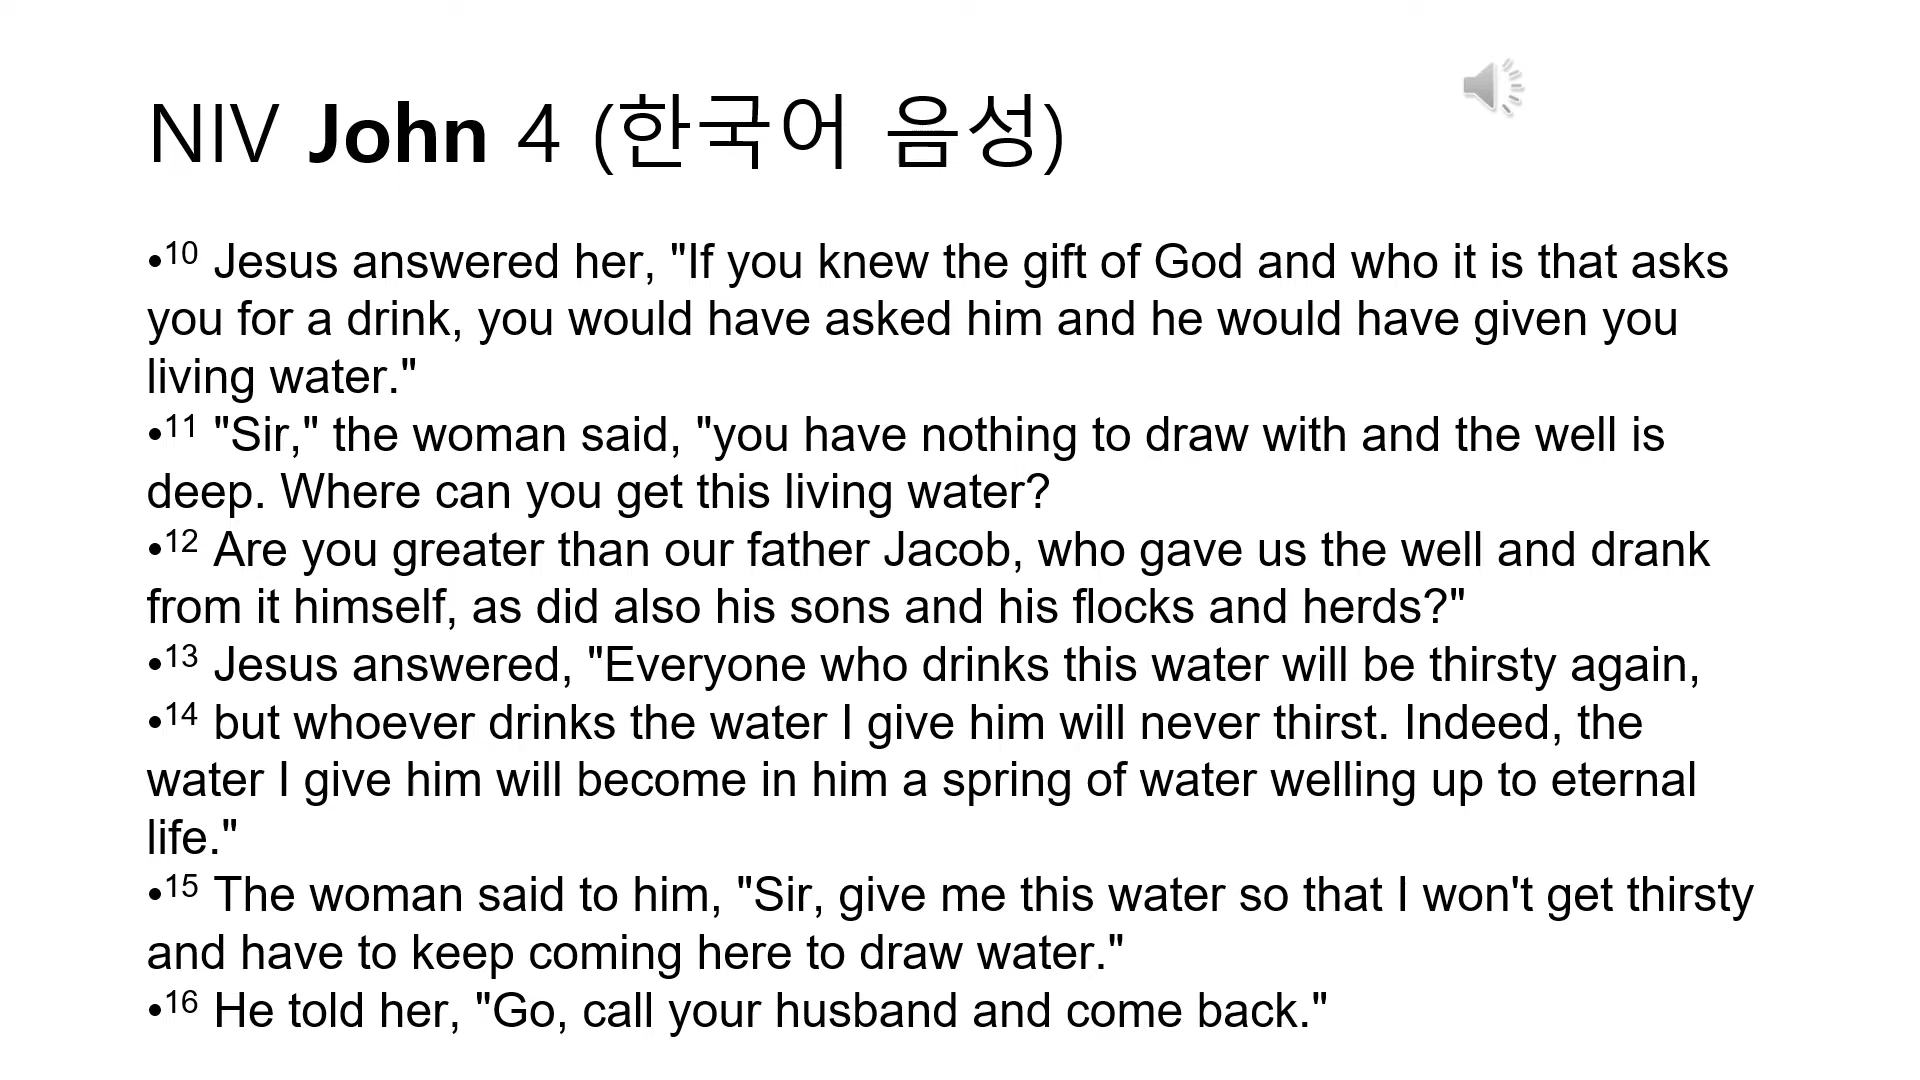 NIV John 4 (한국어 음성)
•10 Jesus answered her, "If you knew the gift of God and who it is that asks
you for a drink, you would have asked him and he would have given you
living water."
•11 "Sir," the woman said, "you have nothing to draw with and the well is
deep. Where can you get this living water?
•12 Are you greater than our father Jacob, who gave us the well and drank
from it himself, as did also his sons and his flocks and herds?"
•13 Jesus answered, "Everyone who drinks this water will be thirsty again,
•14 but whoever drinks the water I give him will never thirst. Indeed, the
water I give him will become in him a spring of water welling up to eternal
life."
•15 The woman said to him, "Sir, give me this water so that I won't get thirsty
and have to keep coming here to draw water."
•16 He told her, "Go, call your husband and come back."